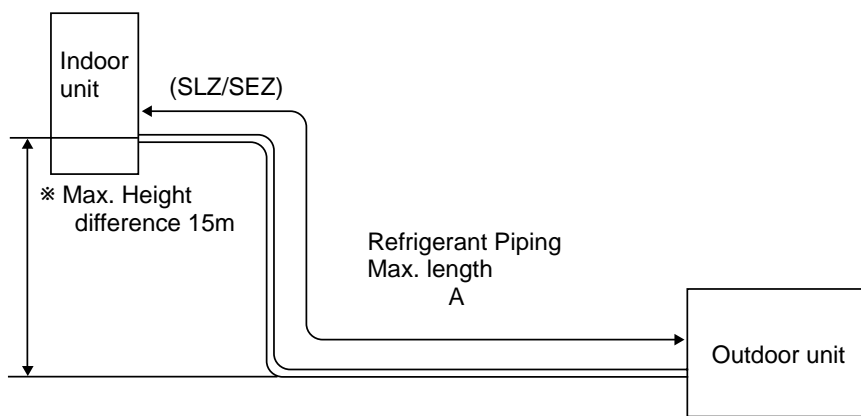 Indoor
unit
(SLZ/SEZ)
※ Max. Height
difference 15m
Refrigerant Piping
Max. length
A
Outdoor unit